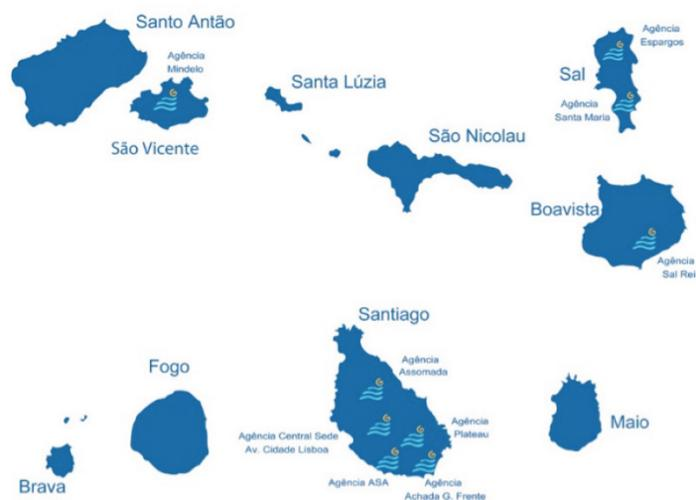 Santo Antão
Agência
Mindelo
São Vicente
Santa Lúzia
São Nicolau
Agência
Espargos
Sal
Agência
Santa Maria
Boavista
Agência
Sal Rei
Santiago
Agência
Assomada
Agência
Plateau
Agência Central Sede
Av. Cidade Lisboa
Agência ASA
Agência
Achada G. Frente
Fogo
Brava
Maio